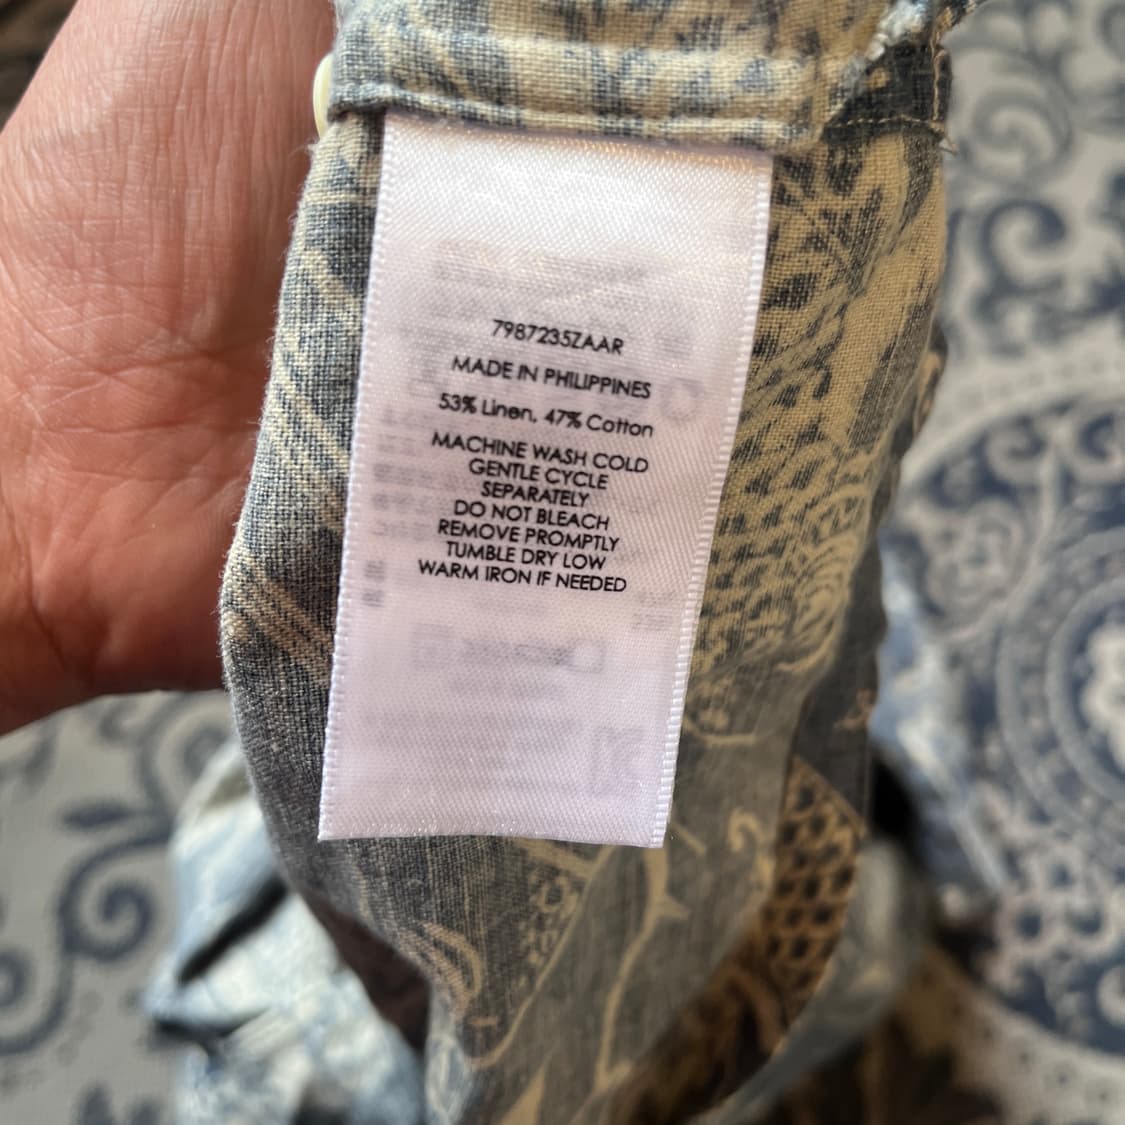 7987235ZAAR
MADE IN PHILIPPINES
53% Linen, 47% Cotton
MACHINE WASH COLD
GENTLE CYCLE
SEPARATELY
DO NOT BLEACH
REMOVE PROMPTLY
TUMBLE DRY LOW
WARM IRON IF NEEDED